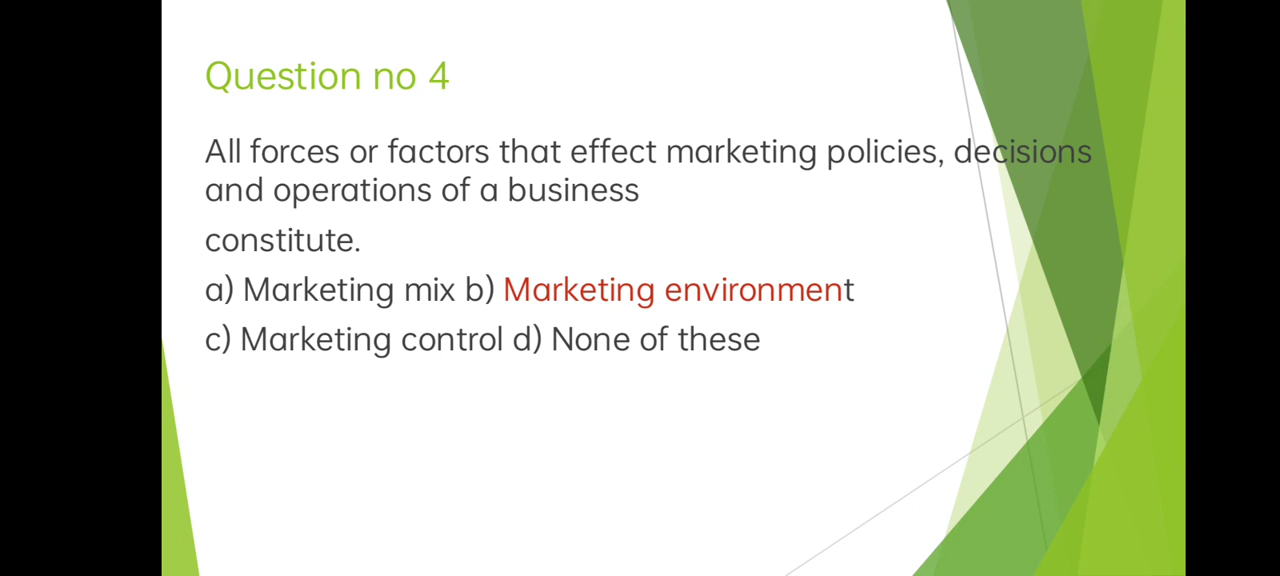 Question no 4
All forces or factors that effect marketing policies, decisions
and operations of a business
constitute.
a) Marketing mix b) Marketing environment
c) Marketing control d) None of these